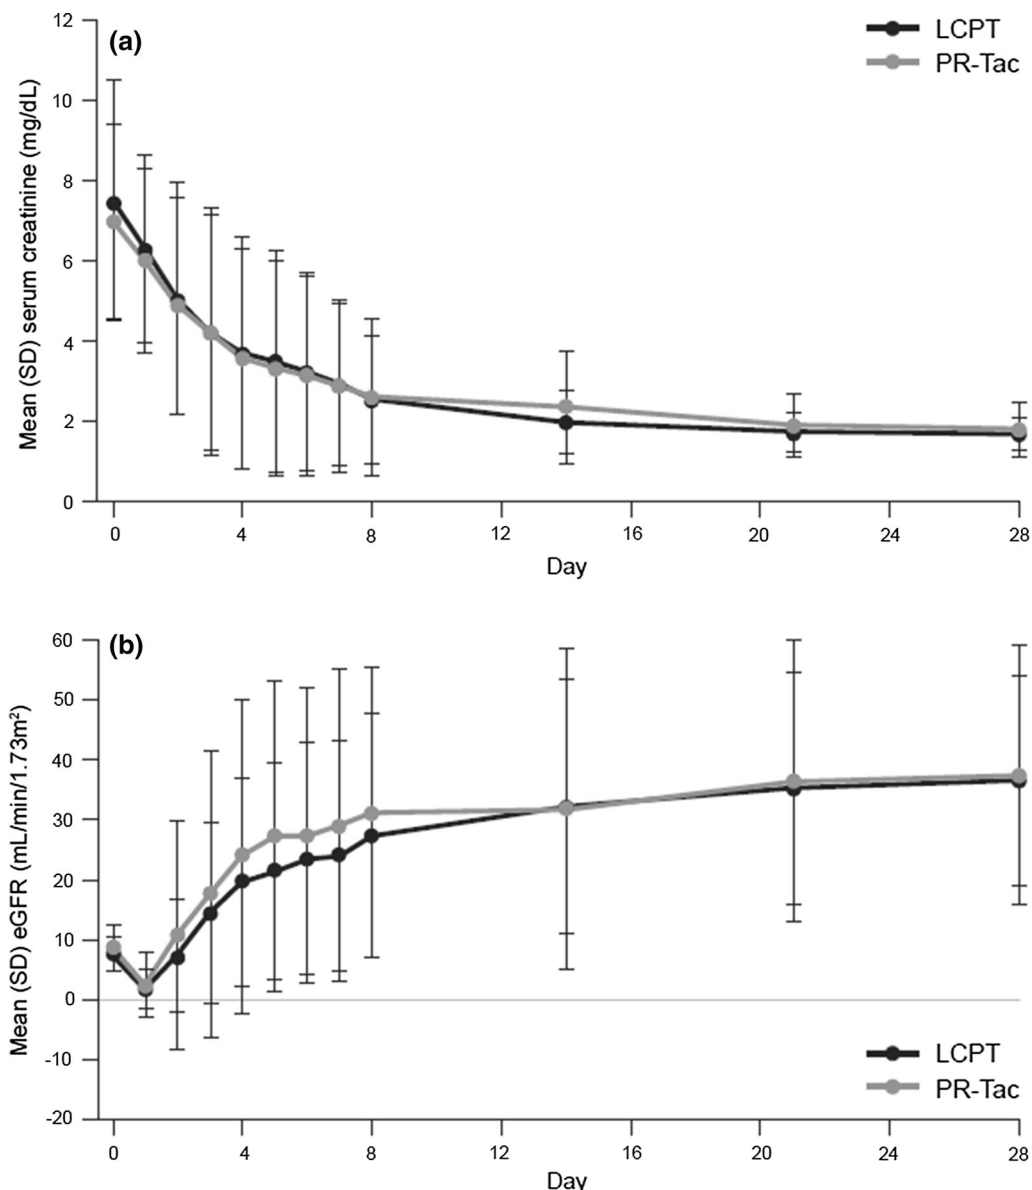 (a)
LCPT
PR-Tac
Mean (SD) serum creatinine (mg/dL)
12
10
8
6
4
2
0
0 4 8 12 16 20 24 28
Day
(b)
Mean (SD) eGFR (mL/min/1.73m²)
60
50
40
30
20
10
0
-10
-20
LCPT
PR-Tac
0 4 8 12 16 20 24 28
Day